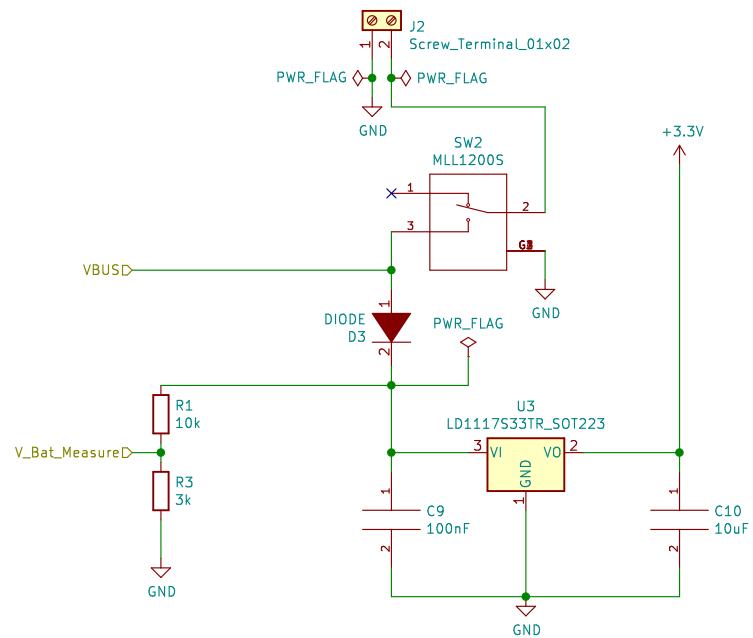 J2
Screw_Terminal_01x02
1
2
PWR_FLAG
PWR_FLAG
GND
+3.3V
SW2
MLL1200S
1
2
3
GND
VBUS
1
DIODE
D3
2
PWR_FLAG
R1
10k
V_Bat_Measure
R3
3k
GND
U3
LD1117S33TR_SOT223
3
VI
VO
2
GND
1
1
C9
100nF
2
1
C10
10uF
2
GND